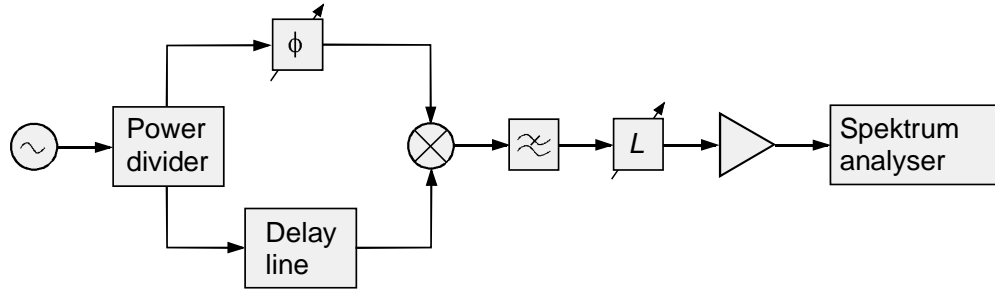 ϕ
Power
divider
L
Spektrum
analyser
Delay
line